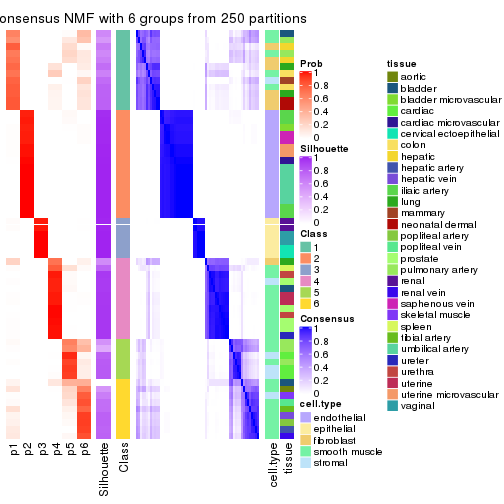 onsensus NMF with 6 groups from 250 partitions
Prob
1
0.8
0.6
0.4
0.2
0
Silhouette
1
0.8
0.6
0.4
0.2
0
Class
1
2
3
4
5
6
Consensus
1
0.8
0.6
0.4
0.2
0
cell.type
endothelial
epithelial
fibroblast
smooth muscle
stromal
tissue
aortic
bladder
bladder microvascular
cardiac
cardiac microvascular
cervical ectoepithelial
colon
hepatic
hepatic artery
hepatic vein
iliaic artery
lung
mammary
neonatal dermal
popliteal artery
popliteal vein
prostate
pulmonary artery
renal
renal vein
saphenous vein
skeletal muscle
spleen
tibial artery
umbilical artery
ureter
urethra
uterine
uterine microvascular
vaginal
p1
p2
p3
p4
p5
p6
Silhouette
Class
cell.type
tissue